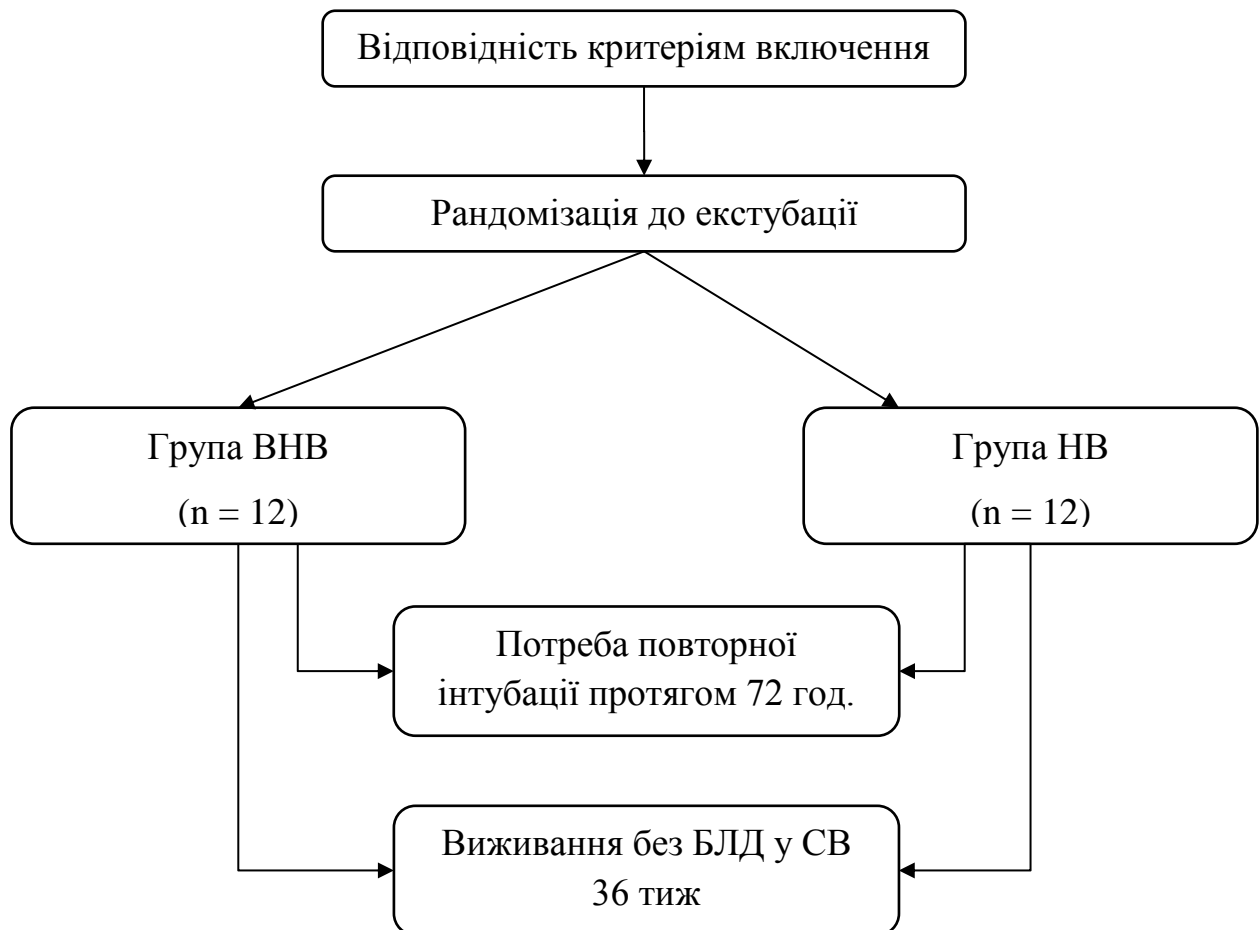 Відповідність критеріям включення
Рандомізація до екстубації
Група ВНВ
(n = 12)
Група НВ
(n = 12)
Потреба повторної
інтубації протягом 72 год.
Виживання без БЛД у СВ
36 тиж